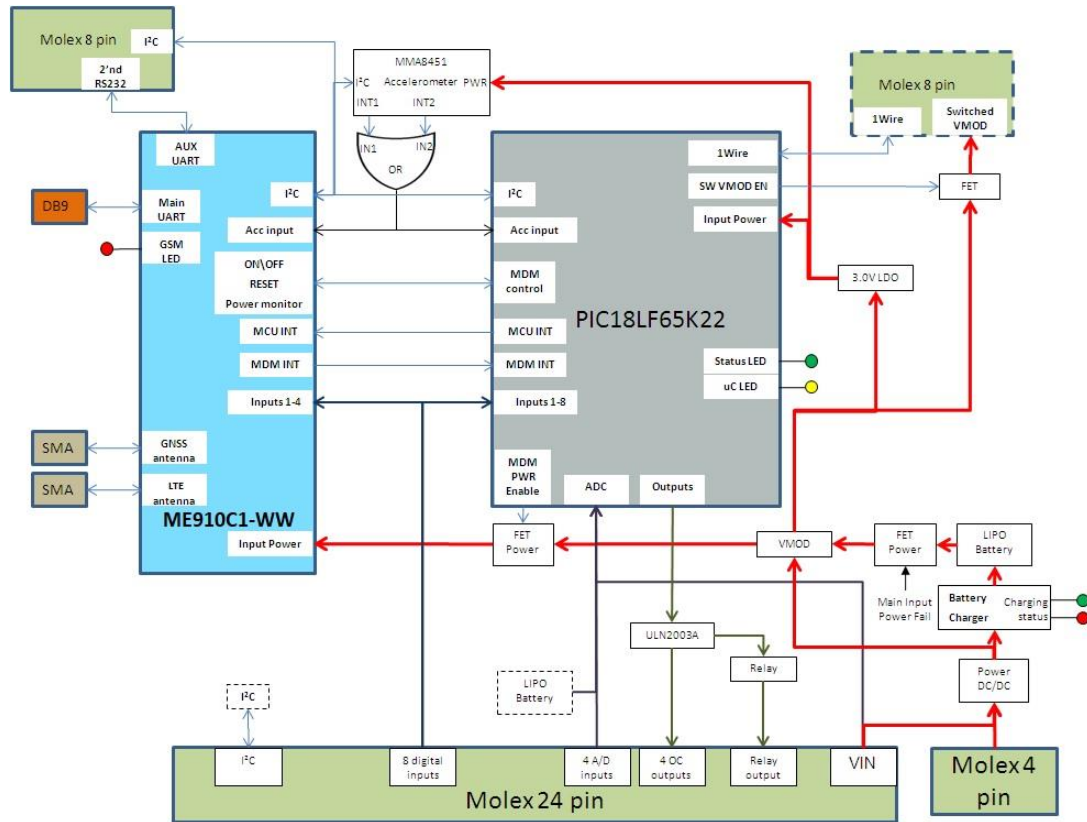 Molex 8 pin
I²C
2'nd
RS232
MMA8451
I²C Accelerometer PWR
INT1 INT2
IN1 IN2
OR
Molex 8 pin
1Wire
Switched
VMOD
FET
AUX
UART
DB9
Main
UART
GSM
LED
I²C
Acc input
ON\OFF
RESET
Power monitor
MCU INT
MDM INT
Inputs 1-4
GNSS
antenna
LTE
antenna
SMA
SMA
ME910C1-WW
Input Power
1Wire
SW VMOD EN
Input Power
I²C
Acc input
MDM
control
PIC18LF65K22
MCU INT
MDM INT
Inputs 1-8
Status LED
uC LED
MDM
PWR
Enable
ADC
Outputs
3.0V LDO
FET
Power
VMOD
FET
Power
LIPO
Battery
Main Input
Power Fail
Battery
Charger
Charging
status
ULN2003A
Relay
Power
DC/DC
LIPO
Battery
I²C
I²C
8 digital
inputs
4 A/D
inputs
4 OC
outputs
Relay
output
VIN
Molex 24 pin
Molex 4
pin